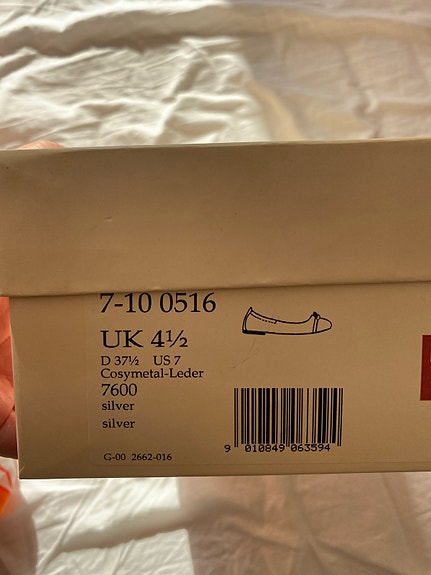 7-10 0516
UK 4½
D 37½ US 7
Cosymetal-Leder
7600
silver
silver
G-00 2662-016
9 010849 063594